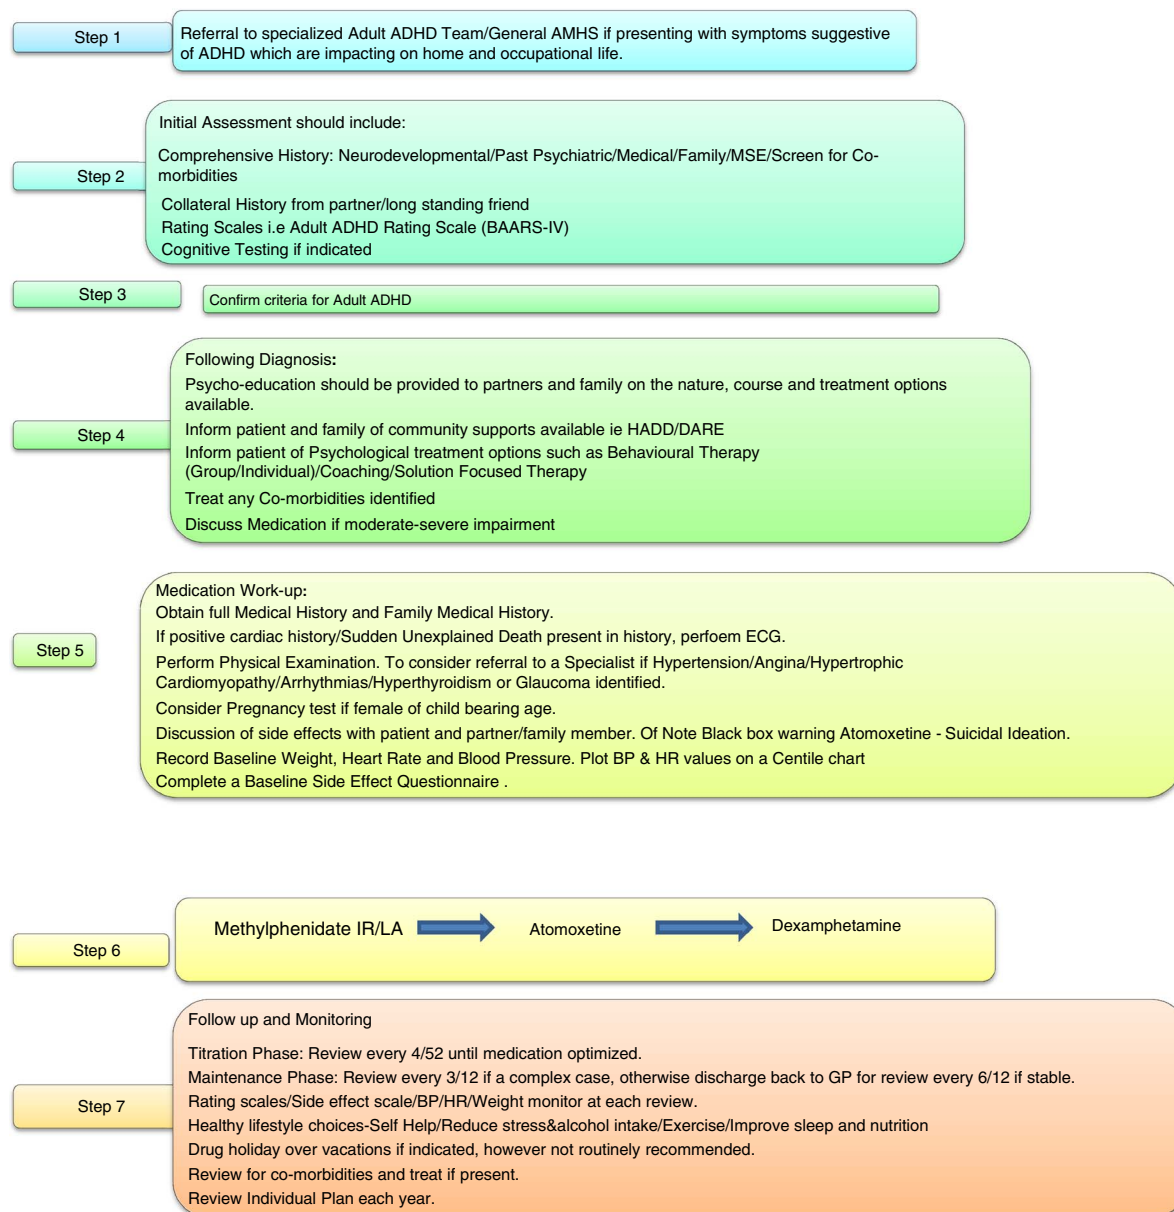 Step 1
Referral to specialized Adult ADHD Team/General AMHS if presenting with symptoms suggestive
of ADHD which are impacting on home and occupational life.
Step 2
Initial Assessment should include:
Comprehensive History: Neurodevelopmental/Past Psychiatric/Medical/Family/MSE/Screen for Co-
morbidities
Collateral History from partner/long standing friend
Rating Scales i.e Adult ADHD Rating Scale (BAARS-IV)
Cognitive Testing if indicated
Step 3
Confirm criteria for Adult ADHD
Step 4
Following Diagnosis:
Psycho-education should be provided to partners and family on the nature, course and treatment options
available.
Inform patient and family of community supports available ie HADD/DARE
Inform patient of Psychological treatment options such as Behavioural Therapy
(Group/Individual)/Coaching/Solution Focused Therapy
Treat any Co-morbidities identified
Discuss Medication if moderate-severe impairment
Step 5
Medication Work-up:
Obtain full Medical History and Family Medical History.
If positive cardiac history/Sudden Unexplained Death present in history, perfoem ECG.
Perform Physical Examination. To consider referral to a Specialist if Hypertension/Angina/Hypertrophic
Cardiomyopathy/Arrhythmias/Hyperthyroidism or Glaucoma identified.
Consider Pregnancy test if female of child bearing age.
Discussion of side effects with patient and partner/family member. Of Note Black box warning Atomoxetine - Suicidal Ideation.
Record Baseline Weight, Heart Rate and Blood Pressure. Plot BP & HR values on a Centile chart
Complete a Baseline Side Effect Questionnaire .
Step 6
Methylphenidate IR/LA
Atomoxetine
Dexamphetamine
Step 7
Follow up and Monitoring
Titration Phase: Review every 4/52 until medication optimized.
Maintenance Phase: Review every 3/12 if a complex case, otherwise discharge back to GP for review every 6/12 if stable.
Rating scales/Side effect scale/BP/HR/Weight monitor at each review.
Healthy lifestyle choices-Self Help/Reduce stress&alcohol intake/Exercise/Improve sleep and nutrition
Drug holiday over vacations if indicated, however not routinely recommended.
Review for co-morbidities and treat if present.
Review Individual Plan each year.